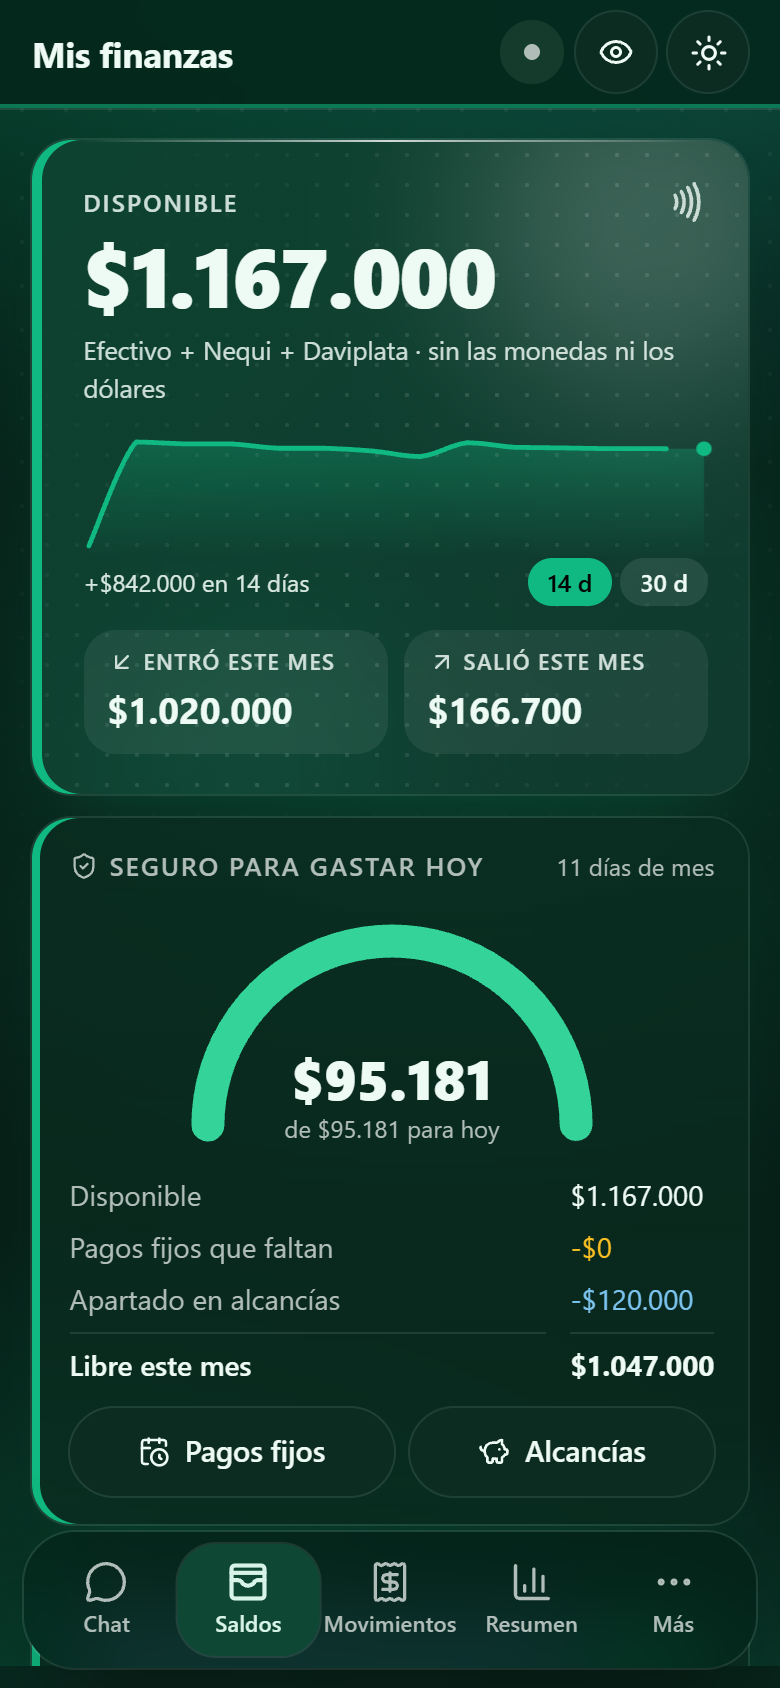 Mis finanzas
DISPONIBLE
$1.167.000
Efectivo + Nequi + Daviplata · sin las monedas ni los
dólares
+$842.000 en 14 días
14 d
30 d
ENTRÓ ESTE MES
$1.020.000
SALIÓ ESTE MES
$166.700
SEGURO PARA GASTAR HOY
11 días de mes
$95.181
de $95.181 para hoy
Disponible
$1.167.000
Pagos fijos que faltan
-$0
Apartado en alcancías
-$120.000
Libre este mes
$1.047.000
Pagos fijos
Alcancías
Chat
Saldos
Movimientos
Resumen
Más